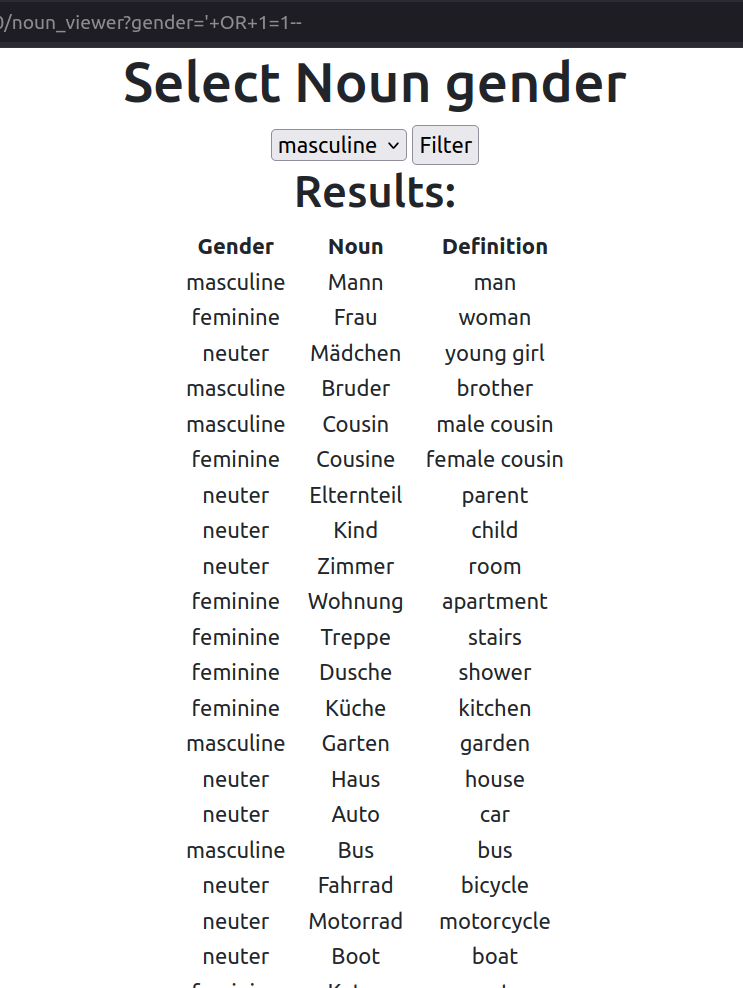 0/noun_viewer?gender='+OR+1=1--
Select Noun gender
masculine Filter
Results:
Gender Noun Definition
masculine Mann man
feminine Frau woman
neuter Mädchen young girl
masculine Bruder brother
masculine Cousin male cousin
feminine Cousine female cousin
neuter Elternteil parent
neuter Kind child
neuter Zimmer room
feminine Wohnung apartment
feminine Treppe stairs
feminine Dusche shower
feminine Küche kitchen
masculine Garten garden
neuter Haus house
neuter Auto car
masculine Bus bus
neuter Fahrrad bicycle
neuter Motorrad motorcycle
neuter Boot boat